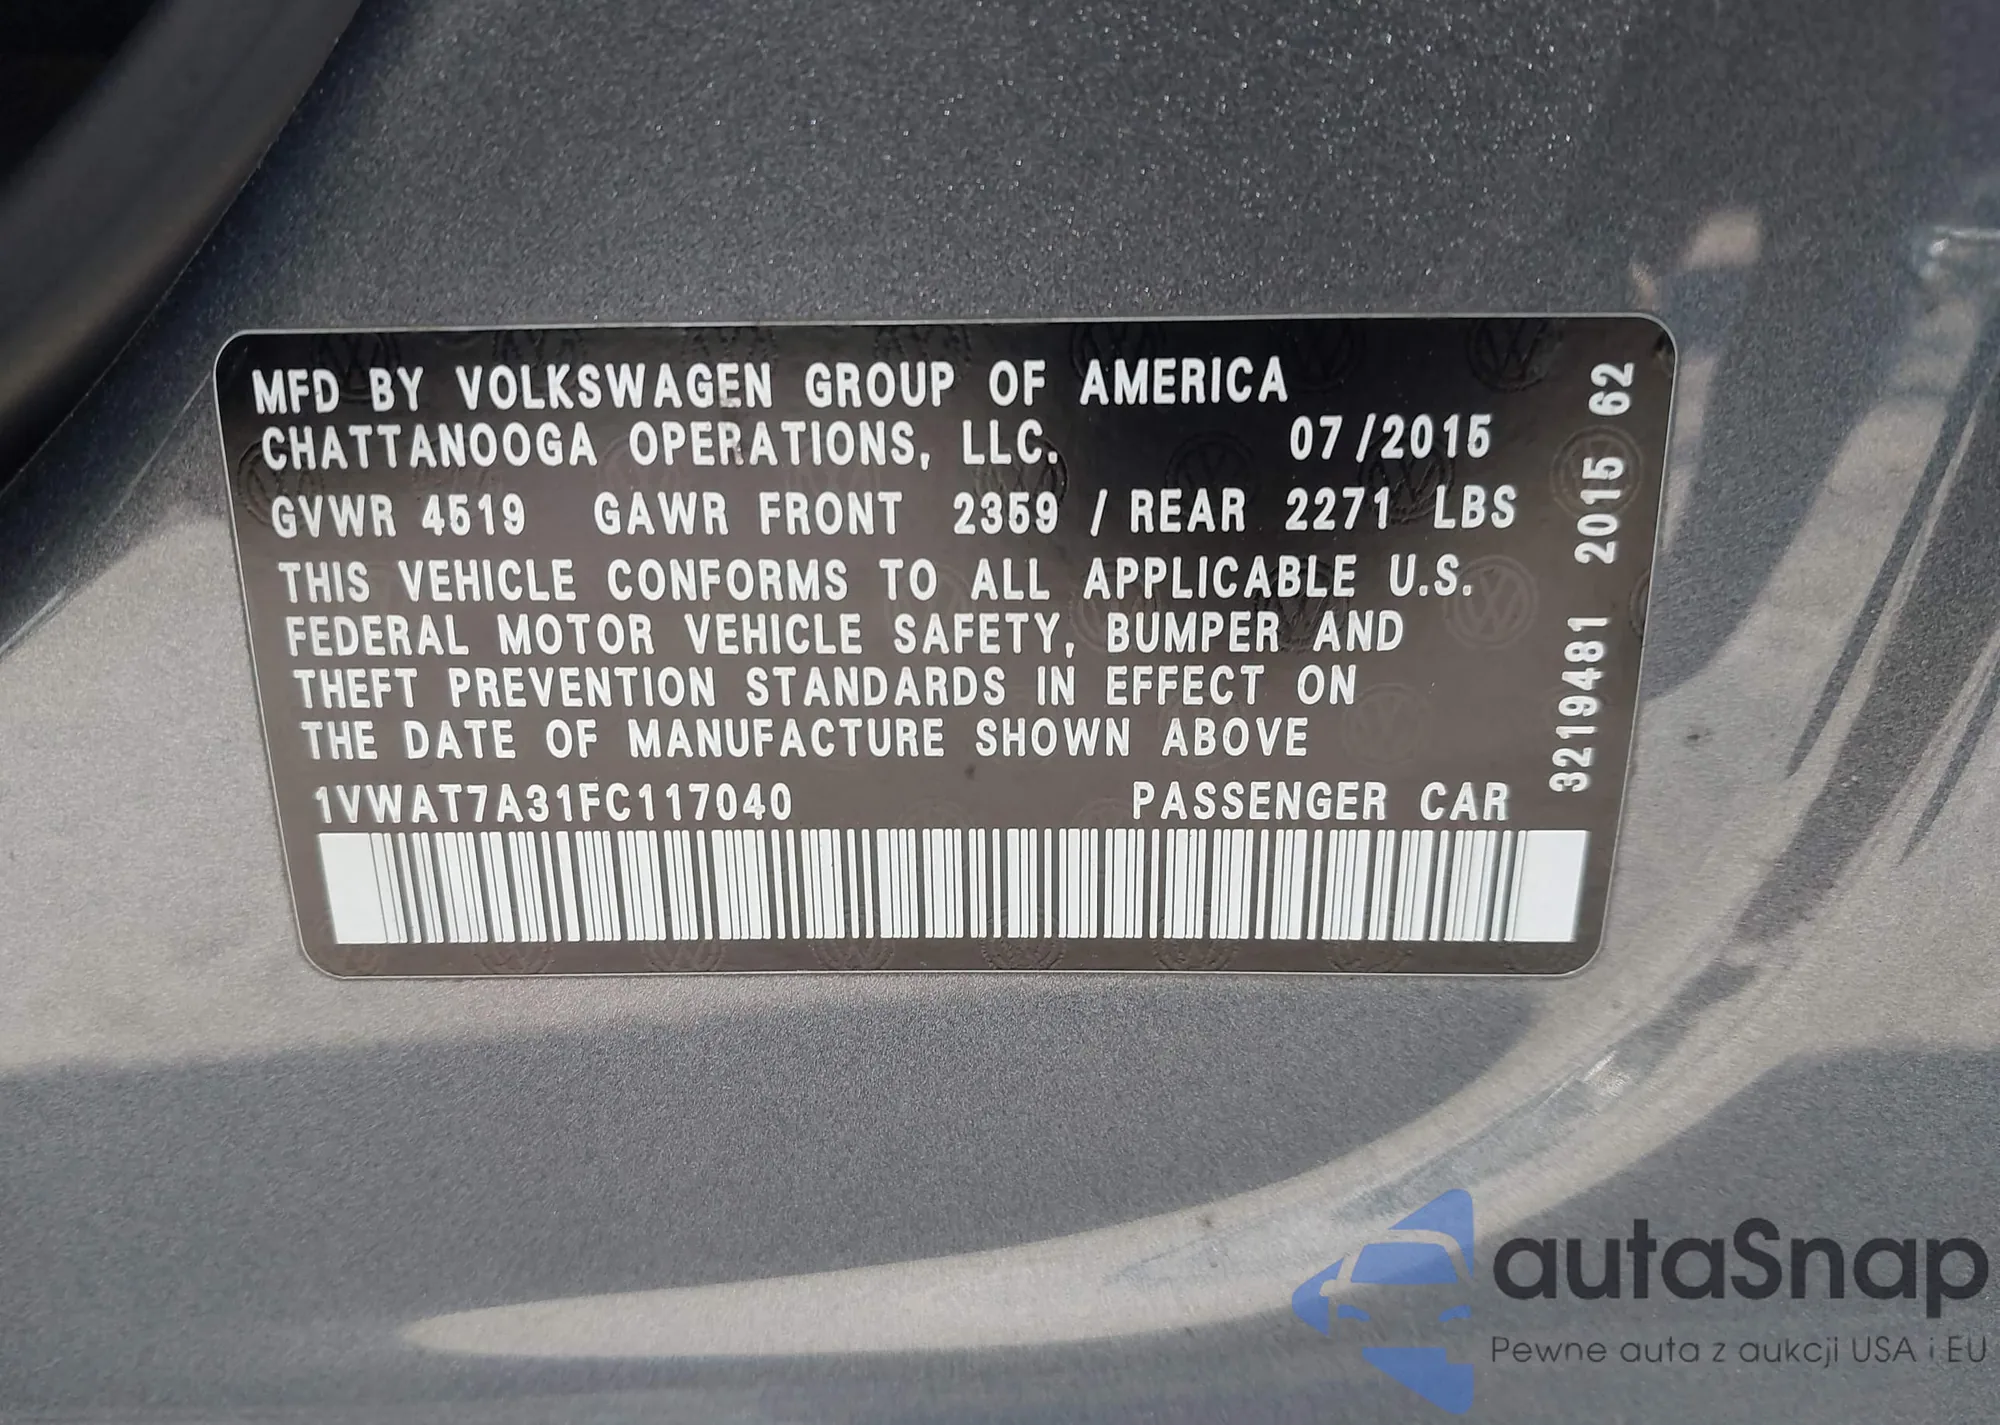 MFD BY VOLKSWAGEN GROUP OF AMERICA
CHATTANOOGA OPERATIONS, LLC. 07/2015
GVWR 4519 GAWR FRONT 2359 / REAR 2271 LBS
THIS VEHICLE CONFORMS TO ALL APPLICABLE U.S.
FEDERAL MOTOR VEHICLE SAFETY, BUMPER AND
THEFT PREVENTION STANDARDS IN EFFECT ON
THE DATE OF MANUFACTURE SHOWN ABOVE
1VWAT7A31FC117040 PASSENGER CAR
3219481 2015 62
autaSnap
Pewne auta z aukcji USA i EU